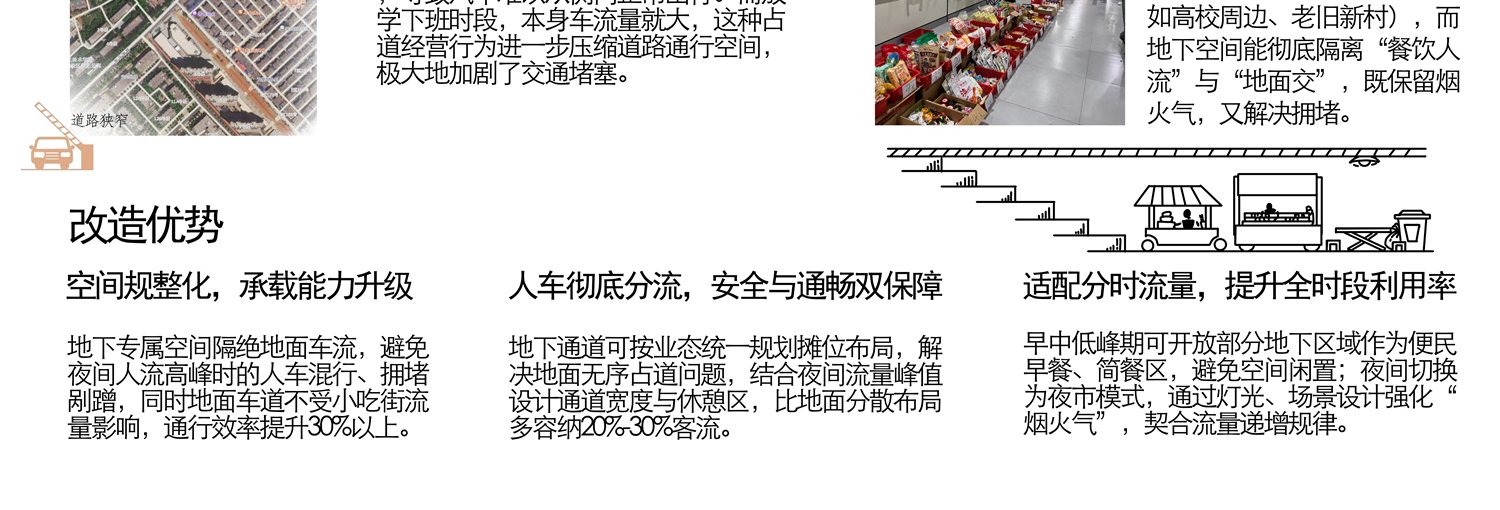 学下班时段，本身车流量就大，这种占
道经营行为进一步压缩道路通行空间，
极大地加剧了交通堵塞。
道路狭窄
如高校周边、老旧新村），而
地下空间能彻底隔离“餐饮人
流”与“地面交”，既保留烟
火气，又解决拥堵。
改造优势
空间规整化，承载能力升级
地下专属空间隔绝地面车流，避免
夜间人流高峰时的人车混行、拥堵
剐蹭，同时地面车道不受小吃街流
量影响，通行效率提升30%以上。
人车彻底分流，安全与通畅双保障
地下通道可按业态统一规划摊位布局，解
决地面无序占道问题，结合夜间流量峰值
设计通道宽度与休憩区，比地面分散布局
多容纳20%-30%客流。
适配分时流量，提升全时段利用率
早中低峰期可开放部分地下区域作为便民
早餐、简餐区，避免空间闲置；夜间切换
为夜市模式，通过灯光、场景设计强化“
烟火气”，契合流量递增规律。